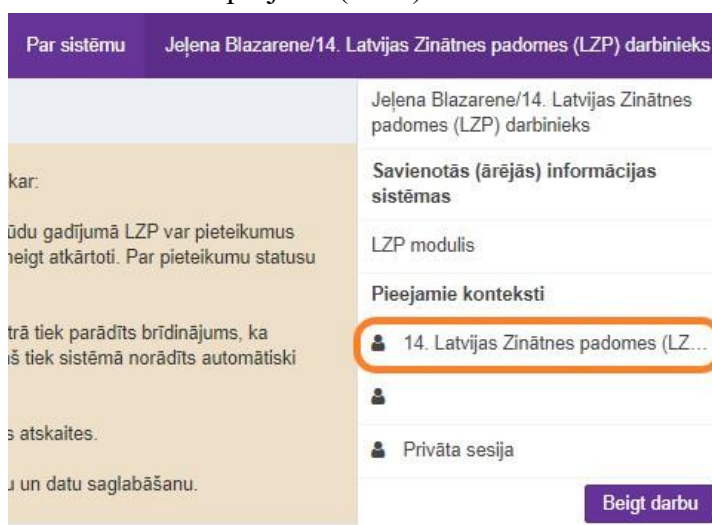 Par sistēmu Jeļena Blazarene/14. Latvijas Zinātnes padomes (LZP) darbinieks
Jeļena Blazarene/14. Latvijas Zinātnes
padomes (LZP) darbinieks
Savienotās (ārējās) informācijas
sistēmas
LZP modulis
Pieejamie konteksti
14. Latvijas Zinātnes padomes (LZ...
Privāta sesija
Beigt darbu
kar:
ūdu gadījumā LZP var pieteikumus
neigt atkārtoti. Par pieteikumu statusu
trā tiek parādīts brīdinājums, ka
tiek sistēmā norādīts automātiski
s atskaites.
un datu saglabāšanu.